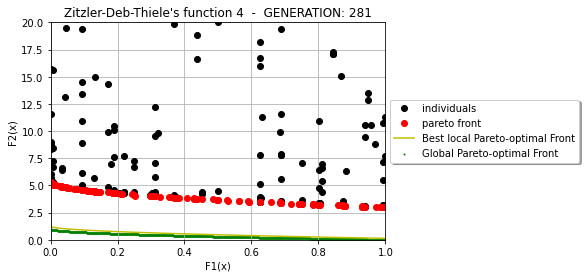 Zitzler-Deb-Thiele's function 4 - GENERATION: 281
F2(x)
20.0
17.5
15.0
12.5
10.0
7.5
5.0
2.5
0.0
0.0 0.2 0.4 0.6 0.8 1.0
F1(x)
individuals
pareto front
Best local Pareto-optimal Front
Global Pareto-optimal Front